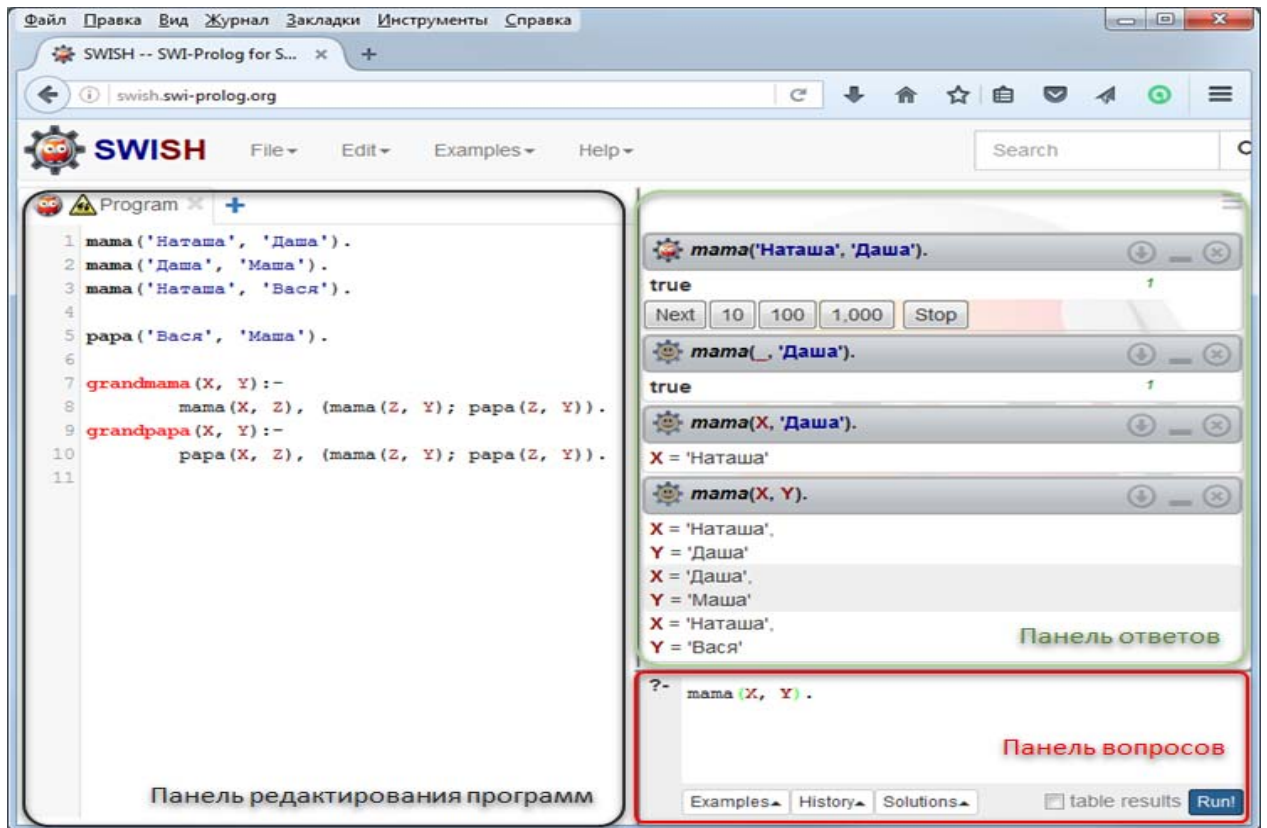 Файл Правка Вид Журнал Закладки Инструменты Справка
SWISH -- SWI-Prolog for S...
swish.swi-prolog.org
SWISH File Edit Examples Help Search
Program
1 mama('Наташа', 'Даша').
2 mama('Даша', 'Маша').
3 mama('Наташа', 'Вася').
4
5 papa('Вася', 'Маша').
6
7 grandmama(X, Y):-
8 mama(X, Z), (mama(Z, Y); papa(Z, Y)).
9 grandpapa(X, Y):-
10 papa(X, Z), (mama(Z, Y); papa(Z, Y)).
11
Панель редактирования программ
mama('Наташа', 'Даша').
true 1
Next 10 100 1,000 Stop
mama(_, 'Даша').
true 1
mama(X, 'Даша').
X = 'Наташа'
mama(X, Y).
X = 'Наташа',
Y = 'Даша'
X = 'Даша',
Y = 'Маша'
X = 'Наташа',
Y = 'Вася'
Панель ответов
?- mama(X, Y).
Панель вопросов
Examples History Solutions table results Run!